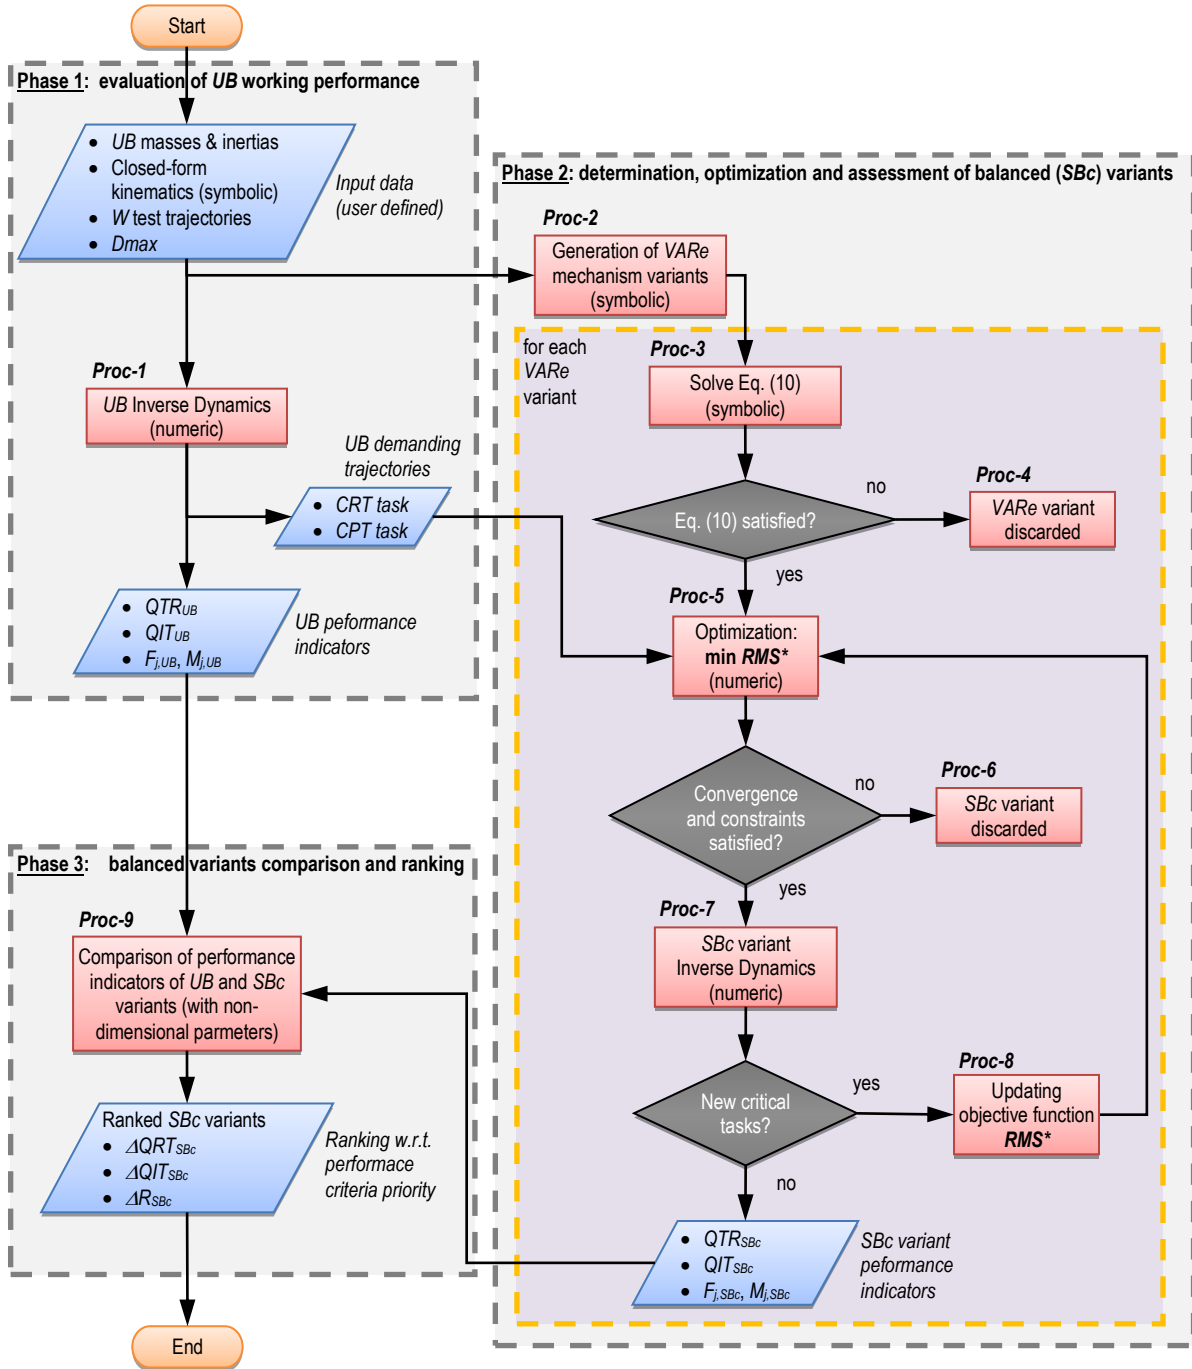 Start
Phase 1: evaluation of UB working performance
• UB masses & inertias
• Closed-form
kinematics (symbolic)
• W test trajectories
• Dmax
Input data
(user defined)
Proc-1
UB Inverse Dynamics
(numeric)
UB demanding
trajectories
• CRT task
• CPT task
• QTRUB
• QITUB
• Fj,UB, Mj,UB
UB peformance
indicators
Phase 2: determination, optimization and assessment of balanced (SBc) variants
Proc-2
Generation of VARe
mechanism variants
(symbolic)
for each
VARe
variant
Proc-3
Solve Eq. (10)
(symbolic)
Eq. (10) satisfied?
no
Proc-4
VARe variant
discarded
yes
Proc-5
Optimization:
min RMS*
(numeric)
Convergence
and constraints
satisfied?
no
Proc-6
SBc variant
discarded
yes
Proc-7
SBc variant
Inverse Dynamics
(numeric)
New critical
tasks?
yes
Proc-8
Updating
objective function
RMS*
no
• QTRSBc
• QITSBc
• Fj,SBc, Mj,SBc
SBc variant
peformance
indicators
Phase 3: balanced variants comparison and ranking
Proc-9
Comparison of performance
indicators of UB and SBc
variants (with non-
dimensional parmeters)
Ranked SBc variants
• ΔQRTSBc
• ΔQITSBc
• ΔRSBc
Ranking w.r.t.
performace
criteria priority
End